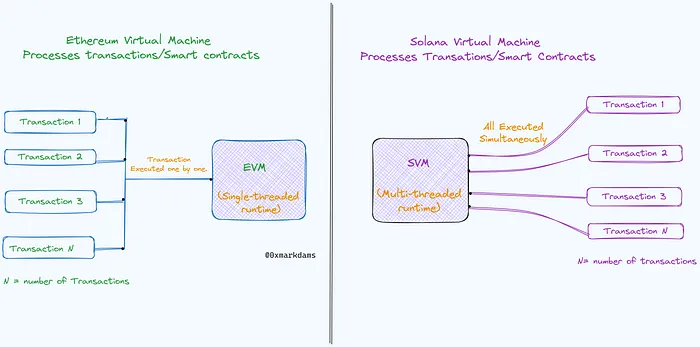 Ethereum Virtual Machine
Processes transactions/Smart contracts
Transaction 1
Transaction 2
Transaction 3
Transaction N
Transaction
Executed one by one.
EVM
(Single-threaded
runtime)
@0xmarkdams
N = number of Transactions
Solana Virtual Machine
Processes Transations/Smart Contracts
SVM
(Multi-threaded
runtime)
All Executed
Simultaneously
Transaction 1
Transaction 2
Transaction 3
Transaction N
N= number of transactions